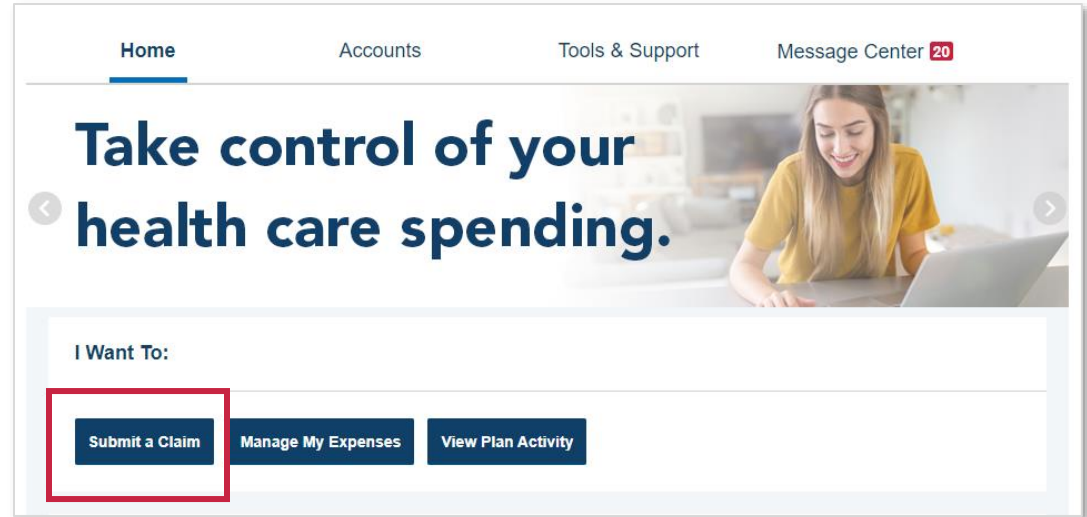 Home Accounts Tools & Support Message Center 20
Take control of your
health care spending.
I Want To:
Submit a Claim Manage My Expenses View Plan Activity